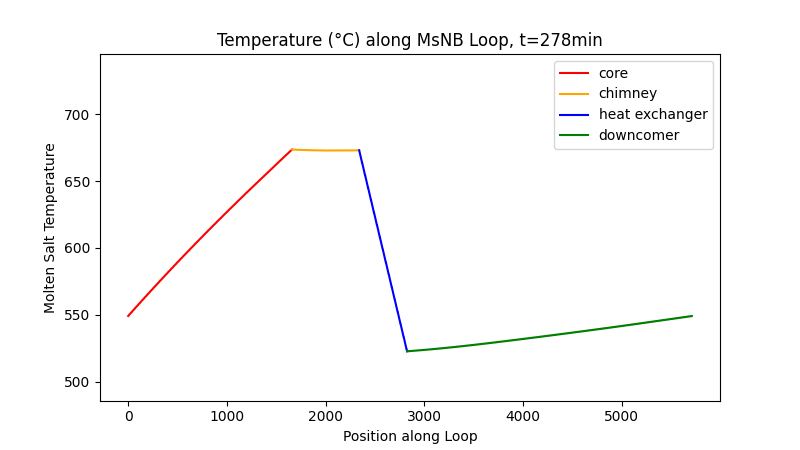 Temperature (°C) along MsNB Loop, t=278min
core
chimney
heat exchanger
downcomer
Molten Salt Temperature
700
650
600
550
500
0 1000 2000 3000 4000 5000
Position along Loop